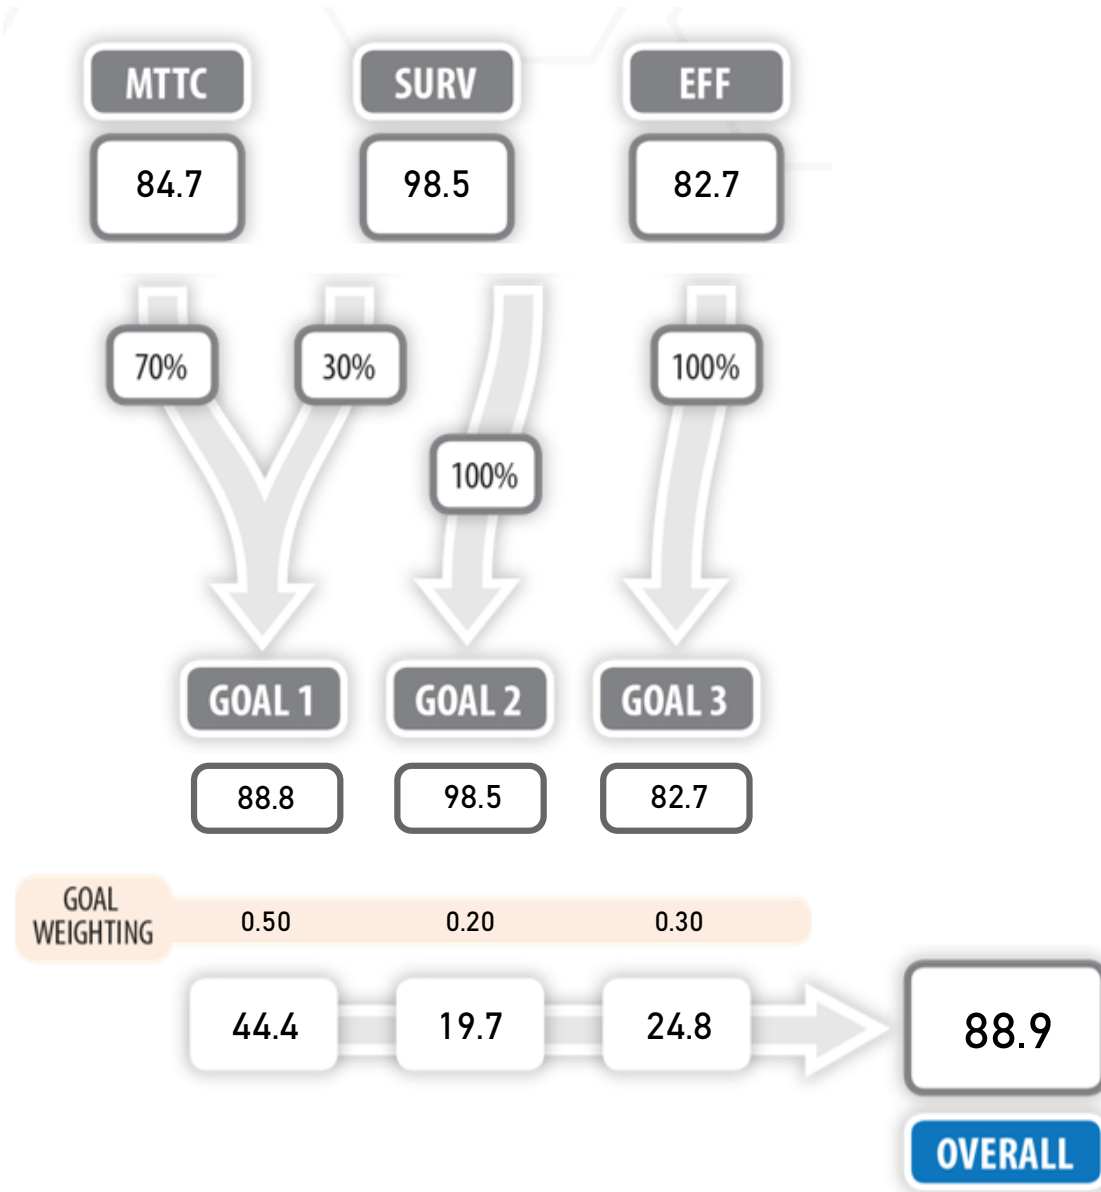 MTTC SURV EFF
84.7 98.5 82.7
70% 30% 100%
100%
GOAL 1 GOAL 2 GOAL 3
88.8 98.5 82.7
GOAL
WEIGHTING 0.50 0.20 0.30
44.4 19.7 24.8 88.9
OVERALL